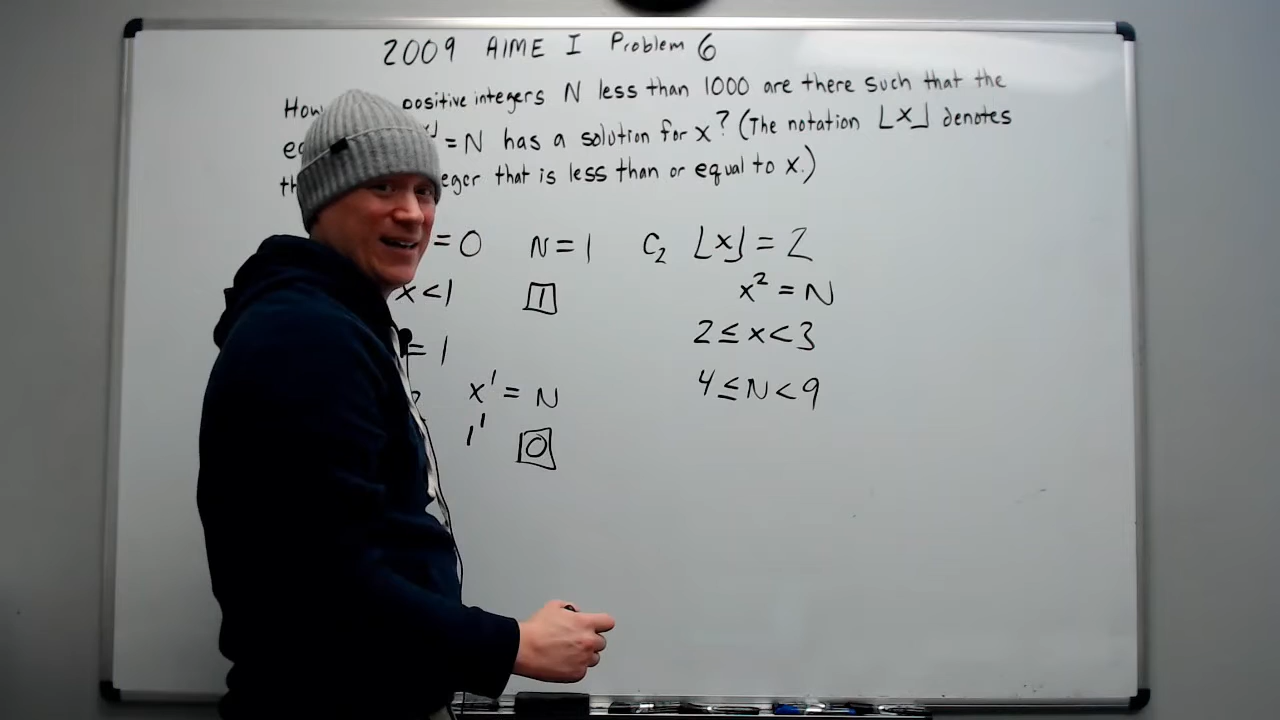 2009 AIME I Problem 6
How positive integers N less than 1000 are there such that the
= N has a solution for x? (The notation ⌊x⌋ denotes
that is less than or equal to x.)
= 0 N = 1 C₂ ⌊x⌋ = 2
x < 1 1 x² = N
2 ≤ x < 3
= 1
x¹ = N 4 ≤ N < 9
1¹ 0